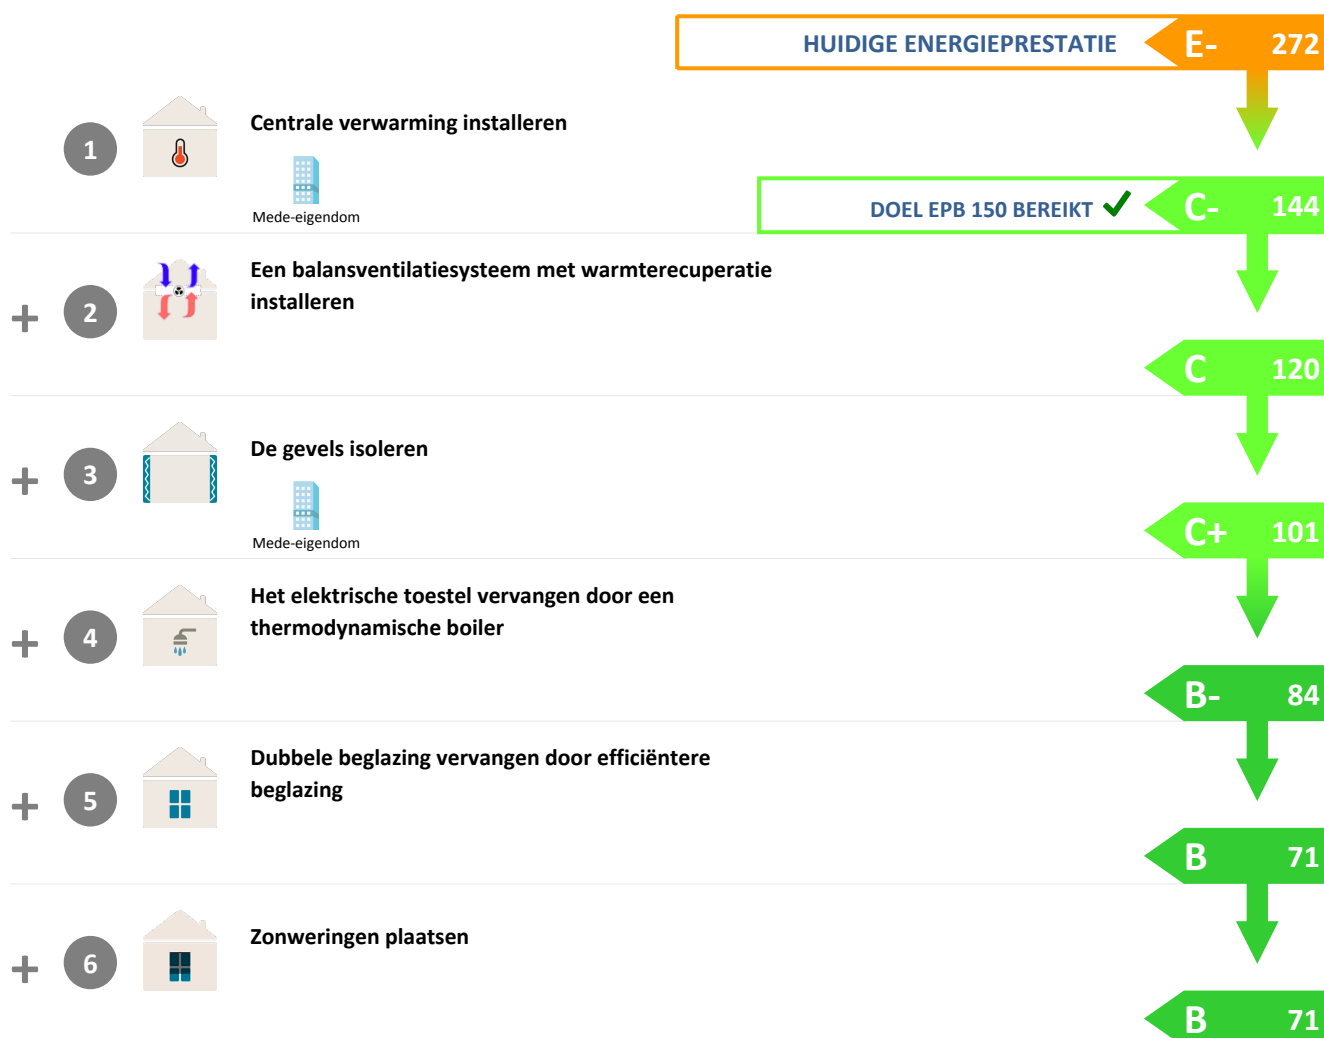 HUIDIGE ENERGIEPRESTATIE E- 272
1 Centrale verwarming installeren
Mede-eigendom
DOEL EPB 150 BEREIKT C- 144
+ 2 Een balansventilatiesysteem met warmterecuperatie
installeren
C 120
+ 3 De gevels isoleren
Mede-eigendom
C+ 101
+ 4 Het elektrische toestel vervangen door een
thermodynamische boiler
B- 84
+ 5 Dubbele beglazing vervangen door efficiëntere
beglazing
B 71
+ 6 Zonweringen plaatsen
B 71